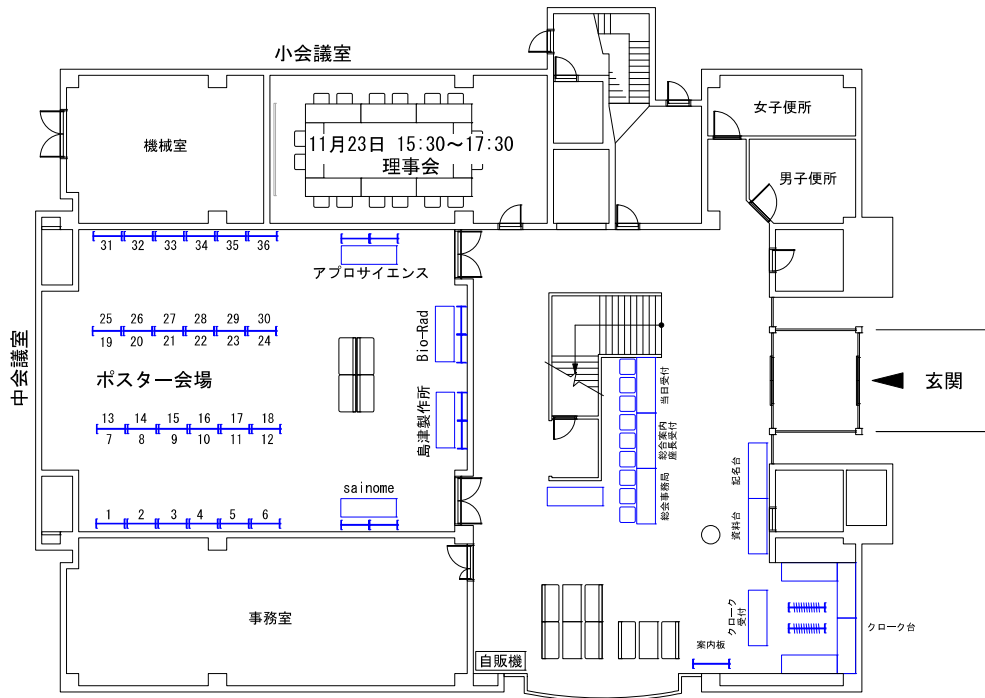 小会議室
女子便所
機械室
11月23日 15:30～17:30
理事会
男子便所
31 32 33 34 35 36
アプロサイエンス
25 26 27 28 29 30
19 20 21 22 23 24
Bio-Rad
中会議室
ポスター会場
玄関
当日受付
13 14 15 16 17 18
7 8 9 10 11 12
島津製作所
総合案内
座長受付
記名台
sainome
総会事務局
1 2 3 4 5 6
資料台
事務室
クローク
受付
クローク台
案内板
自販機